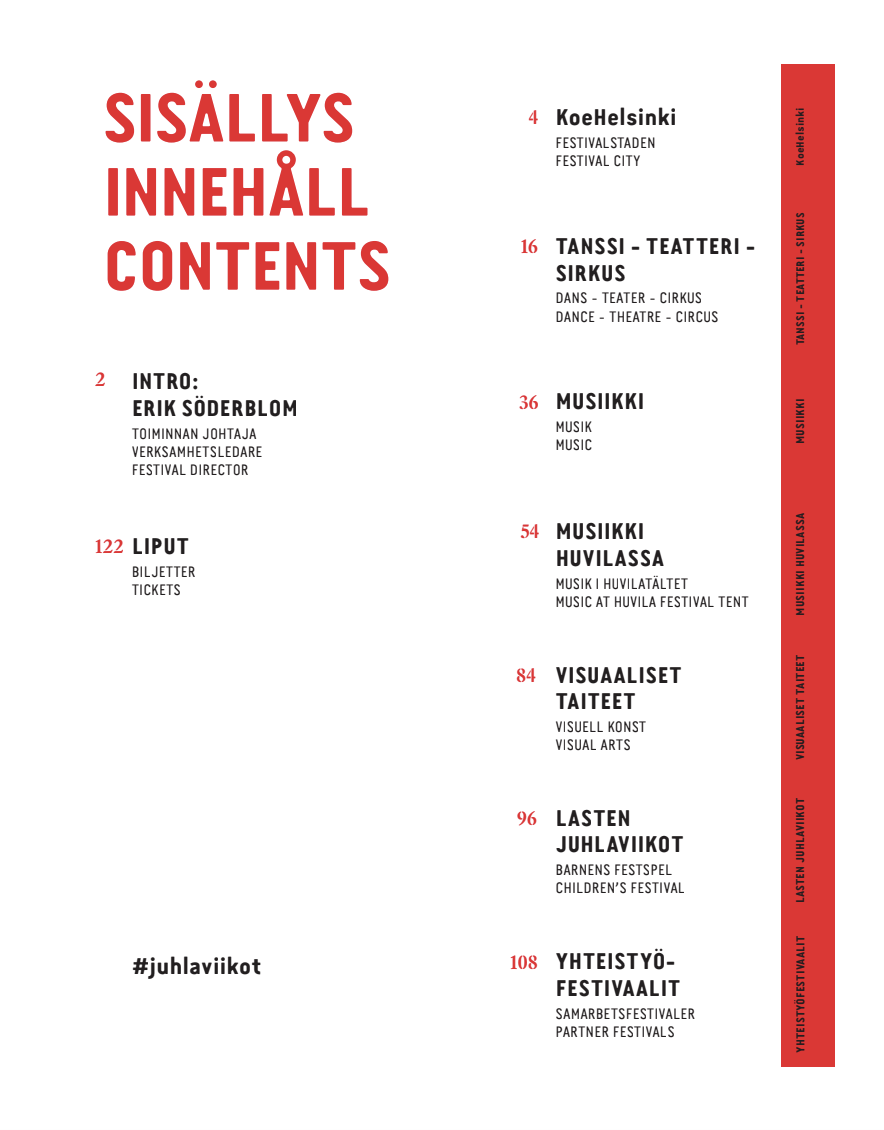 SISÄLLYS
INNEHÅLL
CONTENTS
2 INTRO:
ERIK SÖDERBLOM
TOIMINNAN JOHTAJA
VERKSAMHETSLEDARE
FESTIVAL DIRECTOR
122 LIPUT
BILJETTER
TICKETS
#juhlaviikot
4 KoeHelsinki
FESTIVALSTADEN
FESTIVAL CITY
16 TANSSI - TEATTERI -
SIRKUS
DANS - TEATER - CIRKUS
DANCE - THEATRE - CIRCUS
36 MUSIIKKI
MUSIK
MUSIC
54 MUSIIKKI
HUVILASSA
MUSIK I HUVILATÄLTET
MUSIC AT HUVILA FESTIVAL TENT
84 VISUAALISET
TAITEET
VISUELL KONST
VISUAL ARTS
96 LASTEN
JUHLAVIIKOT
BARNENS FESTSPEL
CHILDREN'S FESTIVAL
108 YHTEISTYÖ-
FESTIVAALIT
SAMARBETSFESTIVALER
PARTNER FESTIVALS
KoeHelsinki
TANSSI - TEATTERI - SIRKUS
MUSIIKKI
MUSIIKKI HUVILASSA
VISUAALISET TAITEET
LASTEN JUHLAVIIKOT
YHTEISTYÖFESTIVAALIT